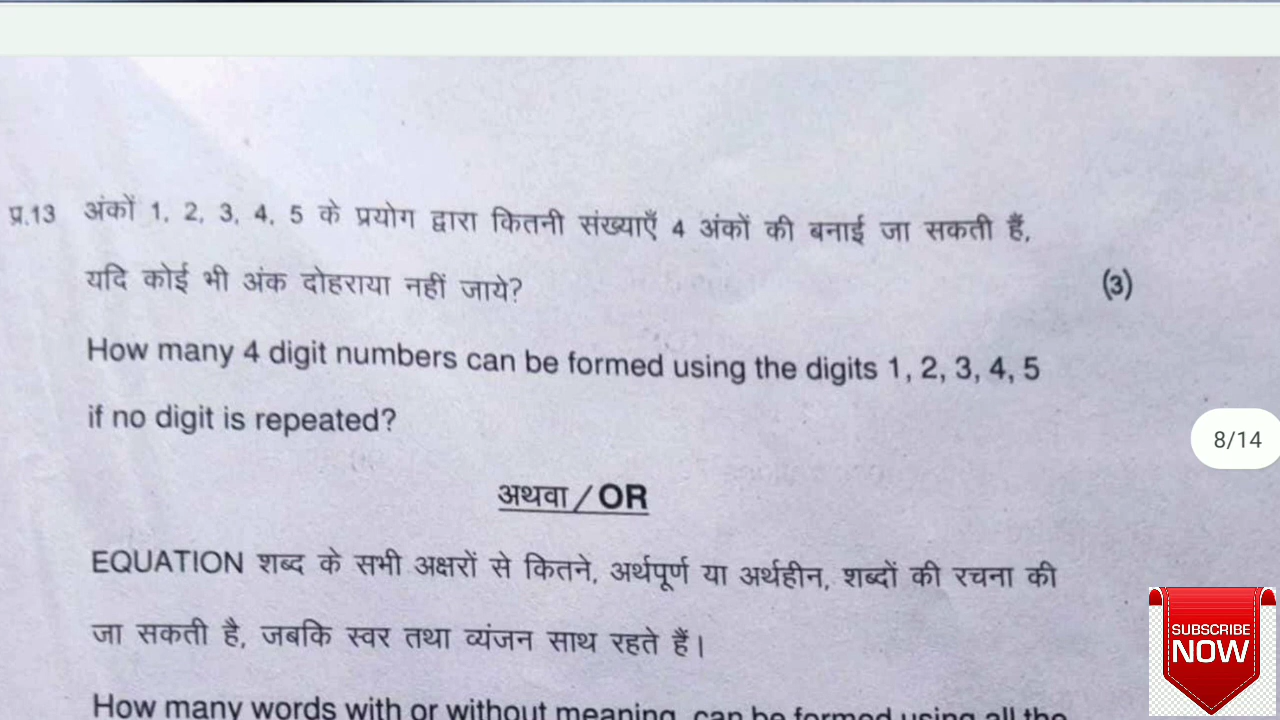 प्र.13 अंकों 1, 2, 3, 4, 5 के प्रयोग द्वारा कितनी संख्याएँ 4 अंकों की बनाई जा सकती हैं,
यदि कोई भी अंक दोहराया नहीं जाये? (3)
How many 4 digit numbers can be formed using the digits 1, 2, 3, 4, 5
if no digit is repeated?
8/14
अथवा / OR
EQUATION शब्द के सभी अक्षरों से कितने, अर्थपूर्ण या अर्थहीन, शब्दों की रचना की
जा सकती है, जबकि स्वर तथा व्यंजन साथ रहते हैं।
SUBSCRIBE
NOW
How many words with or without meaning, can be formed using all the